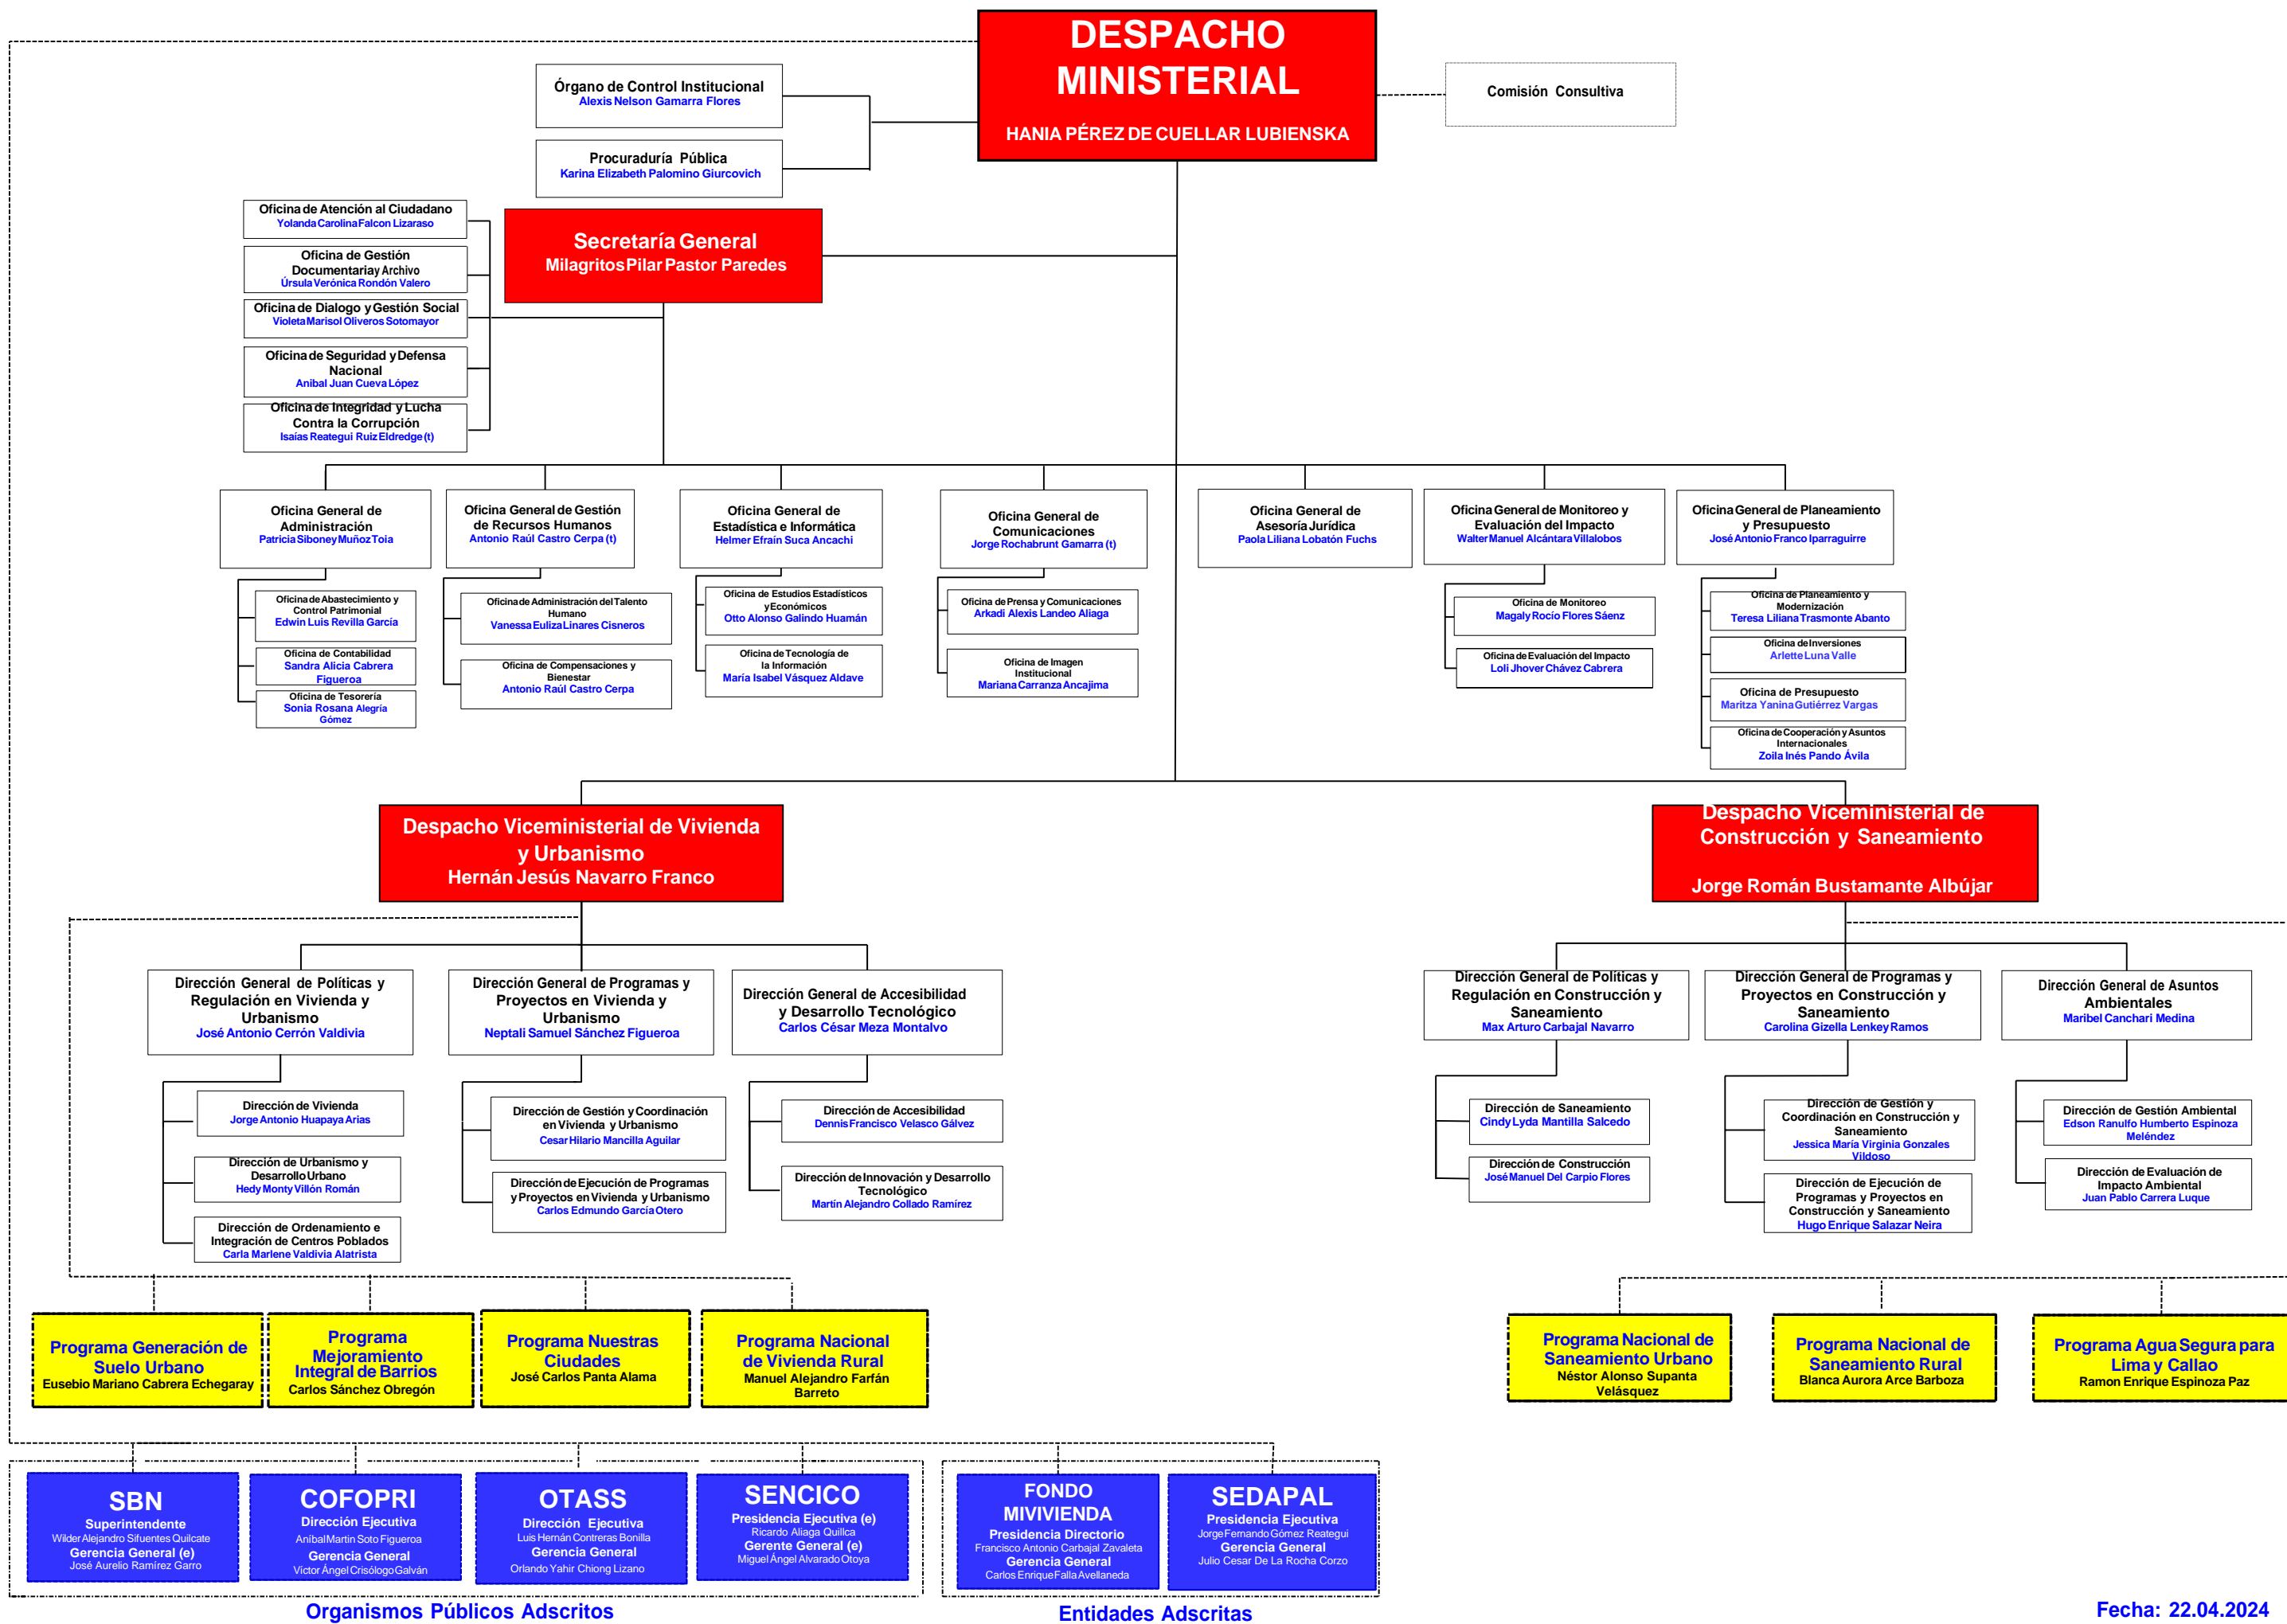 DESPACHO
MINISTERIAL
HANIA PÉREZ DE CUELLAR LUBIENSKA
Comisión Consultiva
Órgano de Control Institucional
Alexis Nelson Gamarra Flores
Procuraduría Pública
Karina Elizabeth Palomino Giurcovich
Secretaría General
Milagritos Pilar Pastor Paredes
Oficina de Atención al Ciudadano
Yolanda Carolina Falcon Lizaraso
Oficina de Gestión
Documentaria y Archivo
Úrsula Verónica Rondón Valero
Oficina de Dialogo y Gestión Social
Violeta Marisol Oliveros Sotomayor
Oficina de Seguridad y Defensa
Nacional
Anibal Juan Cueva López
Oficina de Integridad y Lucha
Contra la Corrupción
Isaías Reategui Ruiz Eldredge (t)
Oficina General de
Administración
Patricia Siboney Muñoz Toia
Oficina de Abastecimiento y
Control Patrimonial
Edwin Luis Revilla García
Oficina de Contabilidad
Sandra Alicia Cabrera
Figueroa
Oficina de Tesorería
Sonia Rosana Alegría
Gómez
Oficina General de Gestión
de Recursos Humanos
Antonio Raúl Castro Cerpa (t)
Oficina de Administración del Talento
Humano
Vanessa Euliza Linares Cisneros
Oficina de Compensaciones y
Bienestar
Antonio Raúl Castro Cerpa
Oficina General de
Estadística e Informática
Helmer Efraín Suca Ancachi
Oficina de Estudios Estadísticos
y Económicos
Otto Alonso Galindo Huamán
Oficina de Tecnología de
la Información
María Isabel Vásquez Aldave
Oficina General de
Comunicaciones
Jorge Rochabrunt Gamarra (t)
Oficina de Prensa y Comunicaciones
Arkadi Alexis Landeo Aliaga
Oficina de Imagen
Institucional
Mariana Carranza Ancajima
Oficina General de
Asesoría Jurídica
Paola Liliana Lobatón Fuchs
Oficina General de Monitoreo y
Evaluación del Impacto
Walter Manuel Alcántara Villalobos
Oficina de Monitoreo
Magaly Rocío Flores Sáenz
Oficina de Evaluación del Impacto
Loli Jhover Chávez Cabrera
Oficina General de Planeamiento
y Presupuesto
José Antonio Franco Iparraguirre
Oficina de Planeamiento y
Modernización
Teresa Liliana Trasmonte Abanto
Oficina de Inversiones
Arlette Luna Valle
Oficina de Presupuesto
Maritza Yanina Gutiérrez Vargas
Oficina de Cooperación y Asuntos
Internacionales
Zoila Inés Pando Ávila
Despacho Viceministerial de Vivienda
y Urbanismo
Hernán Jesús Navarro Franco
Despacho Viceministerial de
Construcción y Saneamiento
Jorge Román Bustamante Albújar
Dirección General de Políticas y
Regulación en Vivienda y
Urbanismo
José Antonio Cerrón Valdivia
Dirección de Vivienda
Jorge Antonio Huapaya Arias
Dirección de Urbanismo y
Desarrollo Urbano
Hedy Monty Villón Román
Dirección de Ordenamiento e
Integración de Centros Poblados
Carla Marlene Valdivia Alatrista
Dirección General de Programas y
Proyectos en Vivienda y
Urbanismo
Neptali Samuel Sánchez Figueroa
Dirección de Gestión y Coordinación
en Vivienda y Urbanismo
Cesar Hilario Mancilla Aguilar
Dirección de Ejecución de Programas
y Proyectos en Vivienda y Urbanismo
Carlos Edmundo García Otero
Dirección General de Accesibilidad
y Desarrollo Tecnológico
Carlos César Meza Montalvo
Dirección de Accesibilidad
Dennis Francisco Velasco Gálvez
Dirección de Innovación y Desarrollo
Tecnológico
Martín Alejandro Collado Ramírez
Dirección General de Políticas y
Regulación en Construcción y
Saneamiento
Max Arturo Carbajal Navarro
Dirección de Saneamiento
Cindy Lyda Mantilla Salcedo
Dirección de Construcción
José Manuel Del Carpio Flores
Dirección General de Programas y
Proyectos en Construcción y
Saneamiento
Carolina Gizella Lenkey Ramos
Dirección de Gestión y
Coordinación en Construcción y
Saneamiento
Jessica María Virginia Gonzales
Vildoso
Dirección de Ejecución de
Programas y Proyectos en
Construcción y Saneamiento
Hugo Enrique Salazar Neira
Dirección General de Asuntos
Ambientales
Maribel Canchari Medina
Dirección de Gestión Ambiental
Edson Ranulfo Humberto Espinoza
Meléndez
Dirección de Evaluación de
Impacto Ambiental
Juan Pablo Carrera Luque
Programa Generación de
Suelo Urbano
Eusebio Mariano Cabrera Echegaray
Programa
Mejoramiento
Integral de Barrios
Carlos Sánchez Obregón
Programa Nuestras
Ciudades
José Carlos Panta Alama
Programa Nacional
de Vivienda Rural
Manuel Alejandro Farfán
Barreto
Programa Nacional de
Saneamiento Urbano
Néstor Alonso Supanta
Velásquez
Programa Nacional de
Saneamiento Rural
Blanca Aurora Arce Barboza
Programa Agua Segura para
Lima y Callao
Ramon Enrique Espinoza Paz
SBN
Superintendente
Wilder Alejandro Sifuentes Quilcate
Gerencia General (e)
José Aurelio Ramírez Garro
COFOPRI
Dirección Ejecutiva
Aníbal Martin Soto Figueroa
Gerencia General
Víctor Ángel Crisólogo Galván
OTASS
Dirección Ejecutiva
Luis Hernán Contreras Bonilla
Gerencia General
Orlando Yahir Chiong Lizano
SENCICO
Presidencia Ejecutiva (e)
Ricardo Aliaga Quillca
Gerente General (e)
Miguel Ángel Alvarado Otoya
FONDO
MIVIVIENDA
Presidencia Directorio
Francisco Antonio Carbajal Zavaleta
Gerencia General
Carlos Enrique Falla Avellaneda
SEDAPAL
Presidencia Ejecutiva
Jorge Fernando Gómez Reategui
Gerencia General
Julio Cesar De La Rocha Corzo
Organismos Públicos Adscritos
Entidades Adscritas
Fecha: 22.04.2024